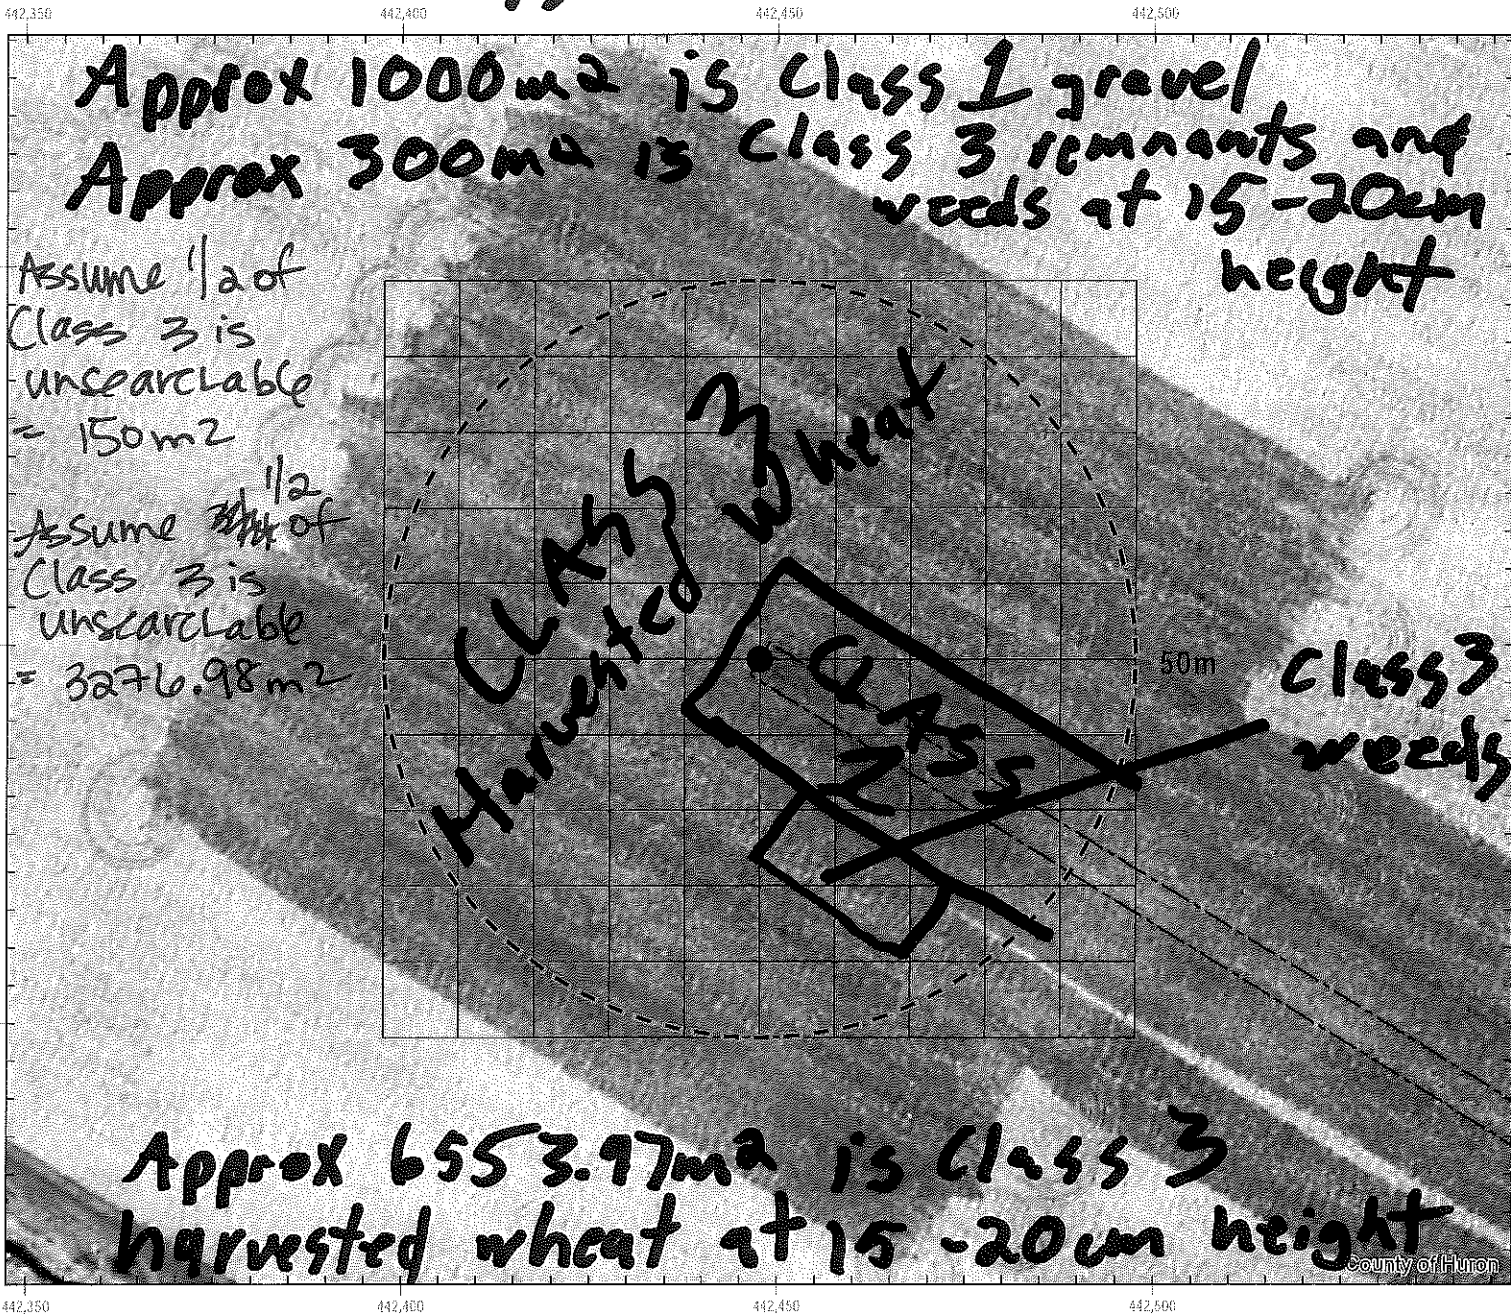 442,350 442,400 442,450 442,500
Approx 1000m2 is Class 1 gravel
Approx 300m2 is Class 3 remnants and
weeds at 15-20cm
height
Assume 1/2 of
Class 3 is
unsearchable
= 150m2
1/2
Assume of
Class 3 is
unsearchable
= 3276.98m2
CLASS 3
Harvested Wheat
CLASS
1
50m
Class 3
weeds
Approx 6553.97m2 is Class 3
harvested wheat at 15-20cm height
County of Huron
442,350 442,400 442,450 442,500